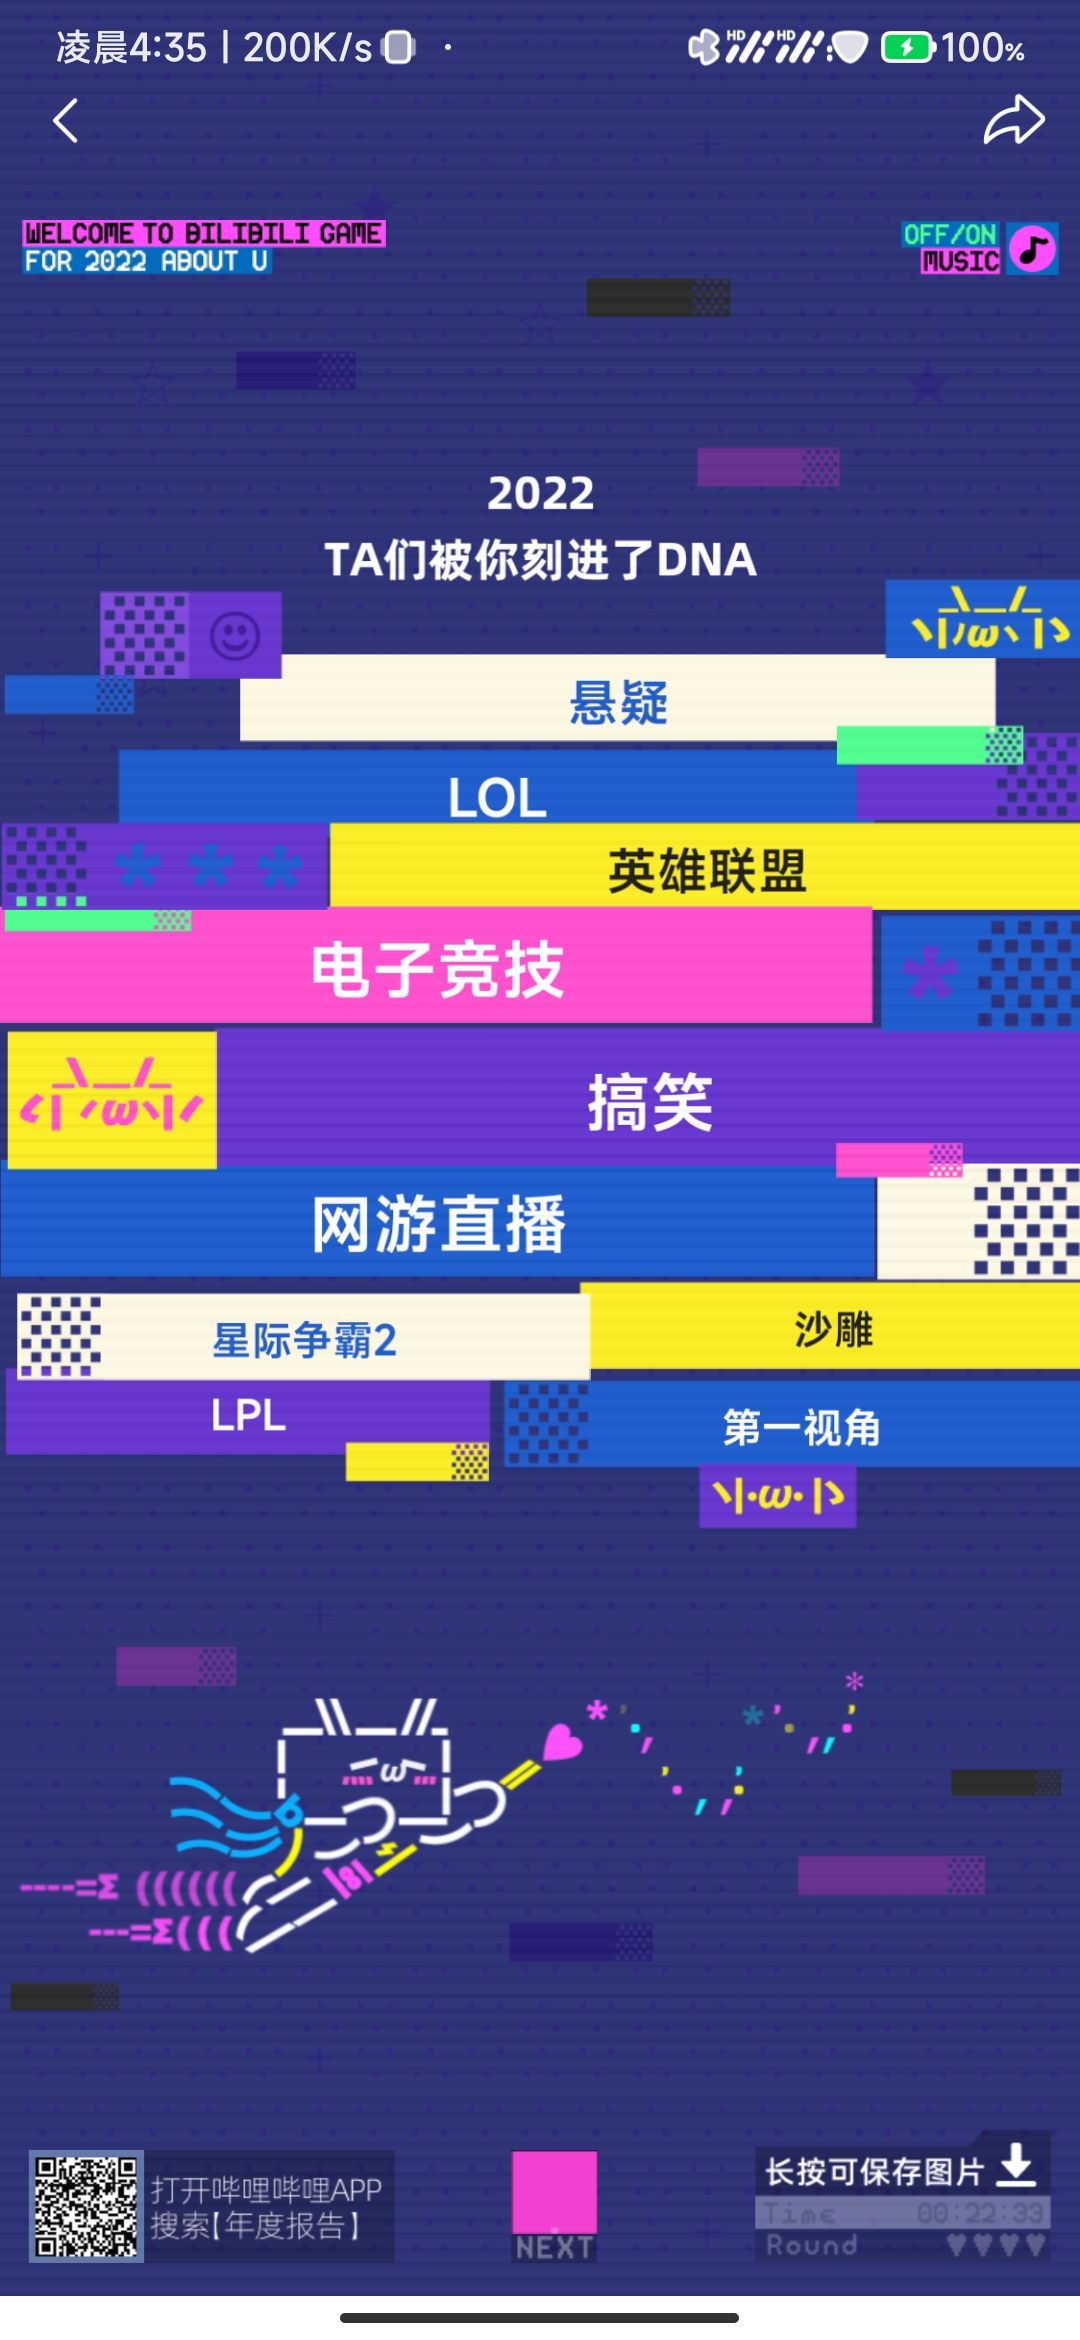 凌晨4:35 | 200K/s
HD HD 100%
WELCOME TO BILIBILI GAME
FOR 2022 ABOUT U
OFF/ON
MUSIC
2022
TA们被你刻进了DNA
悬疑
LOL
英雄联盟
电子竞技
搞笑
网游直播
星际争霸2
沙雕
LPL
第一视角
打开哔哩哔哩APP
搜索【年度报告】
NEXT
长按可保存图片
Time 00:22:33
Round